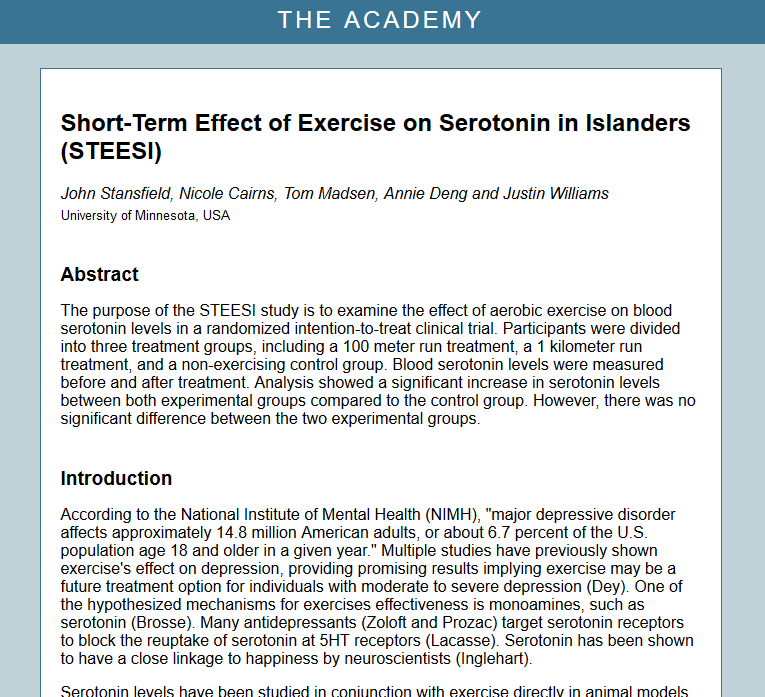 THE ACADEMY
Short-Term Effect of Exercise on Serotonin in Islanders
(STEESI)
John Stansfield, Nicole Cairns, Tom Madsen, Annie Deng and Justin Williams
University of Minnesota, USA
Abstract
The purpose of the STEESI study is to examine the effect of aerobic exercise on blood
serotonin levels in a randomized intention-to-treat clinical trial. Participants were divided
into three treatment groups, including a 100 meter run treatment, a 1 kilometer run
treatment, and a non-exercising control group. Blood serotonin levels were measured
before and after treatment. Analysis showed a significant increase in serotonin levels
between both experimental groups compared to the control group. However, there was no
significant difference between the two experimental groups.
Introduction
According to the National Institute of Mental Health (NIMH), "major depressive disorder
affects approximately 14.8 million American adults, or about 6.7 percent of the U.S.
population age 18 and older in a given year." Multiple studies have previously shown
exercise's effect on depression, providing promising results implying exercise may be a
future treatment option for individuals with moderate to severe depression (Dey). One of
the hypothesized mechanisms for exercises effectiveness is monoamines, such as
serotonin (Brosse). Many antidepressants (Zoloft and Prozac) target serotonin receptors
to block the reuptake of serotonin at 5HT receptors (Lacasse). Serotonin has been shown
to have a close linkage to happiness by neuroscientists (Inglehart).
Serotonin levels have been studied in conjunction with exercise directly in animal models